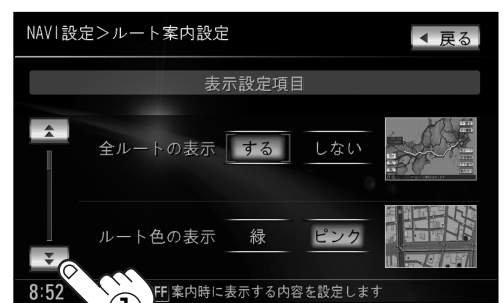 NAVI設定＞ルート案内設定
◀ 戻る
表示設定項目
全ルートの表示 する しない
ルート色の表示 緑 ピンク
8:52 FF 案内時に表示する内容を設定します
1